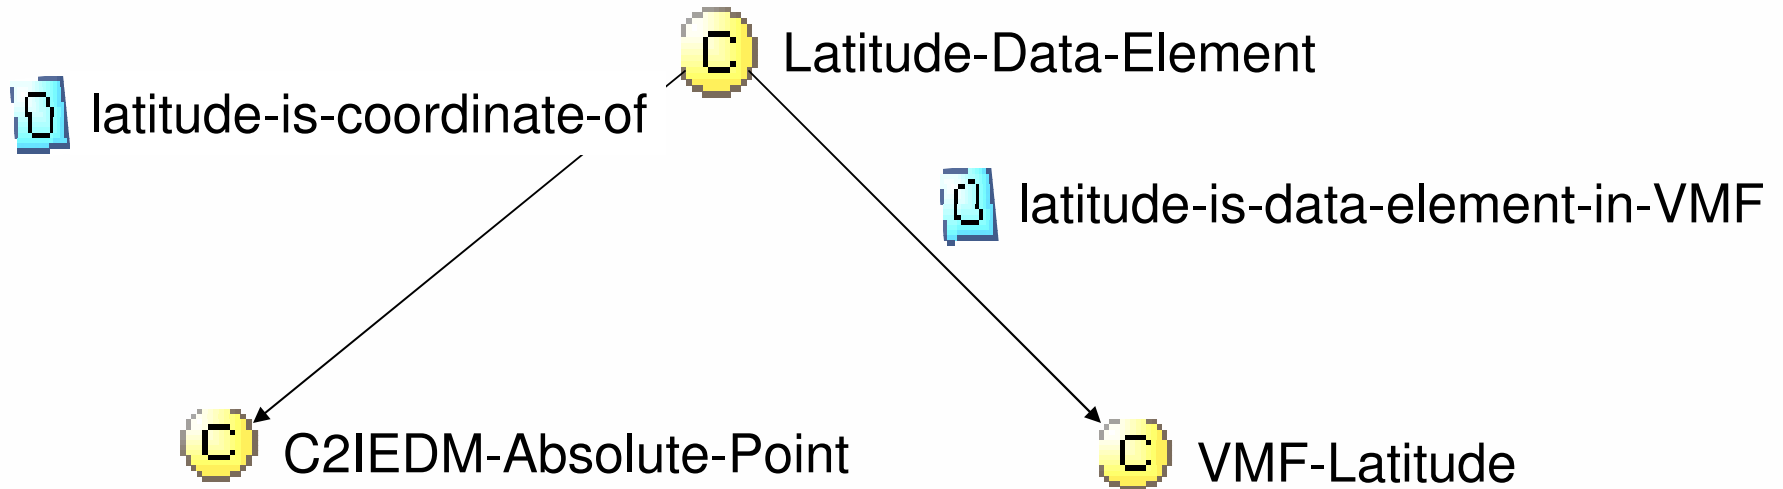 C Latitude-Data-Element
latitude-is-coordinate-of
latitude-is-data-element-in-VMF
C C2IEDM-Absolute-Point
C VMF-Latitude